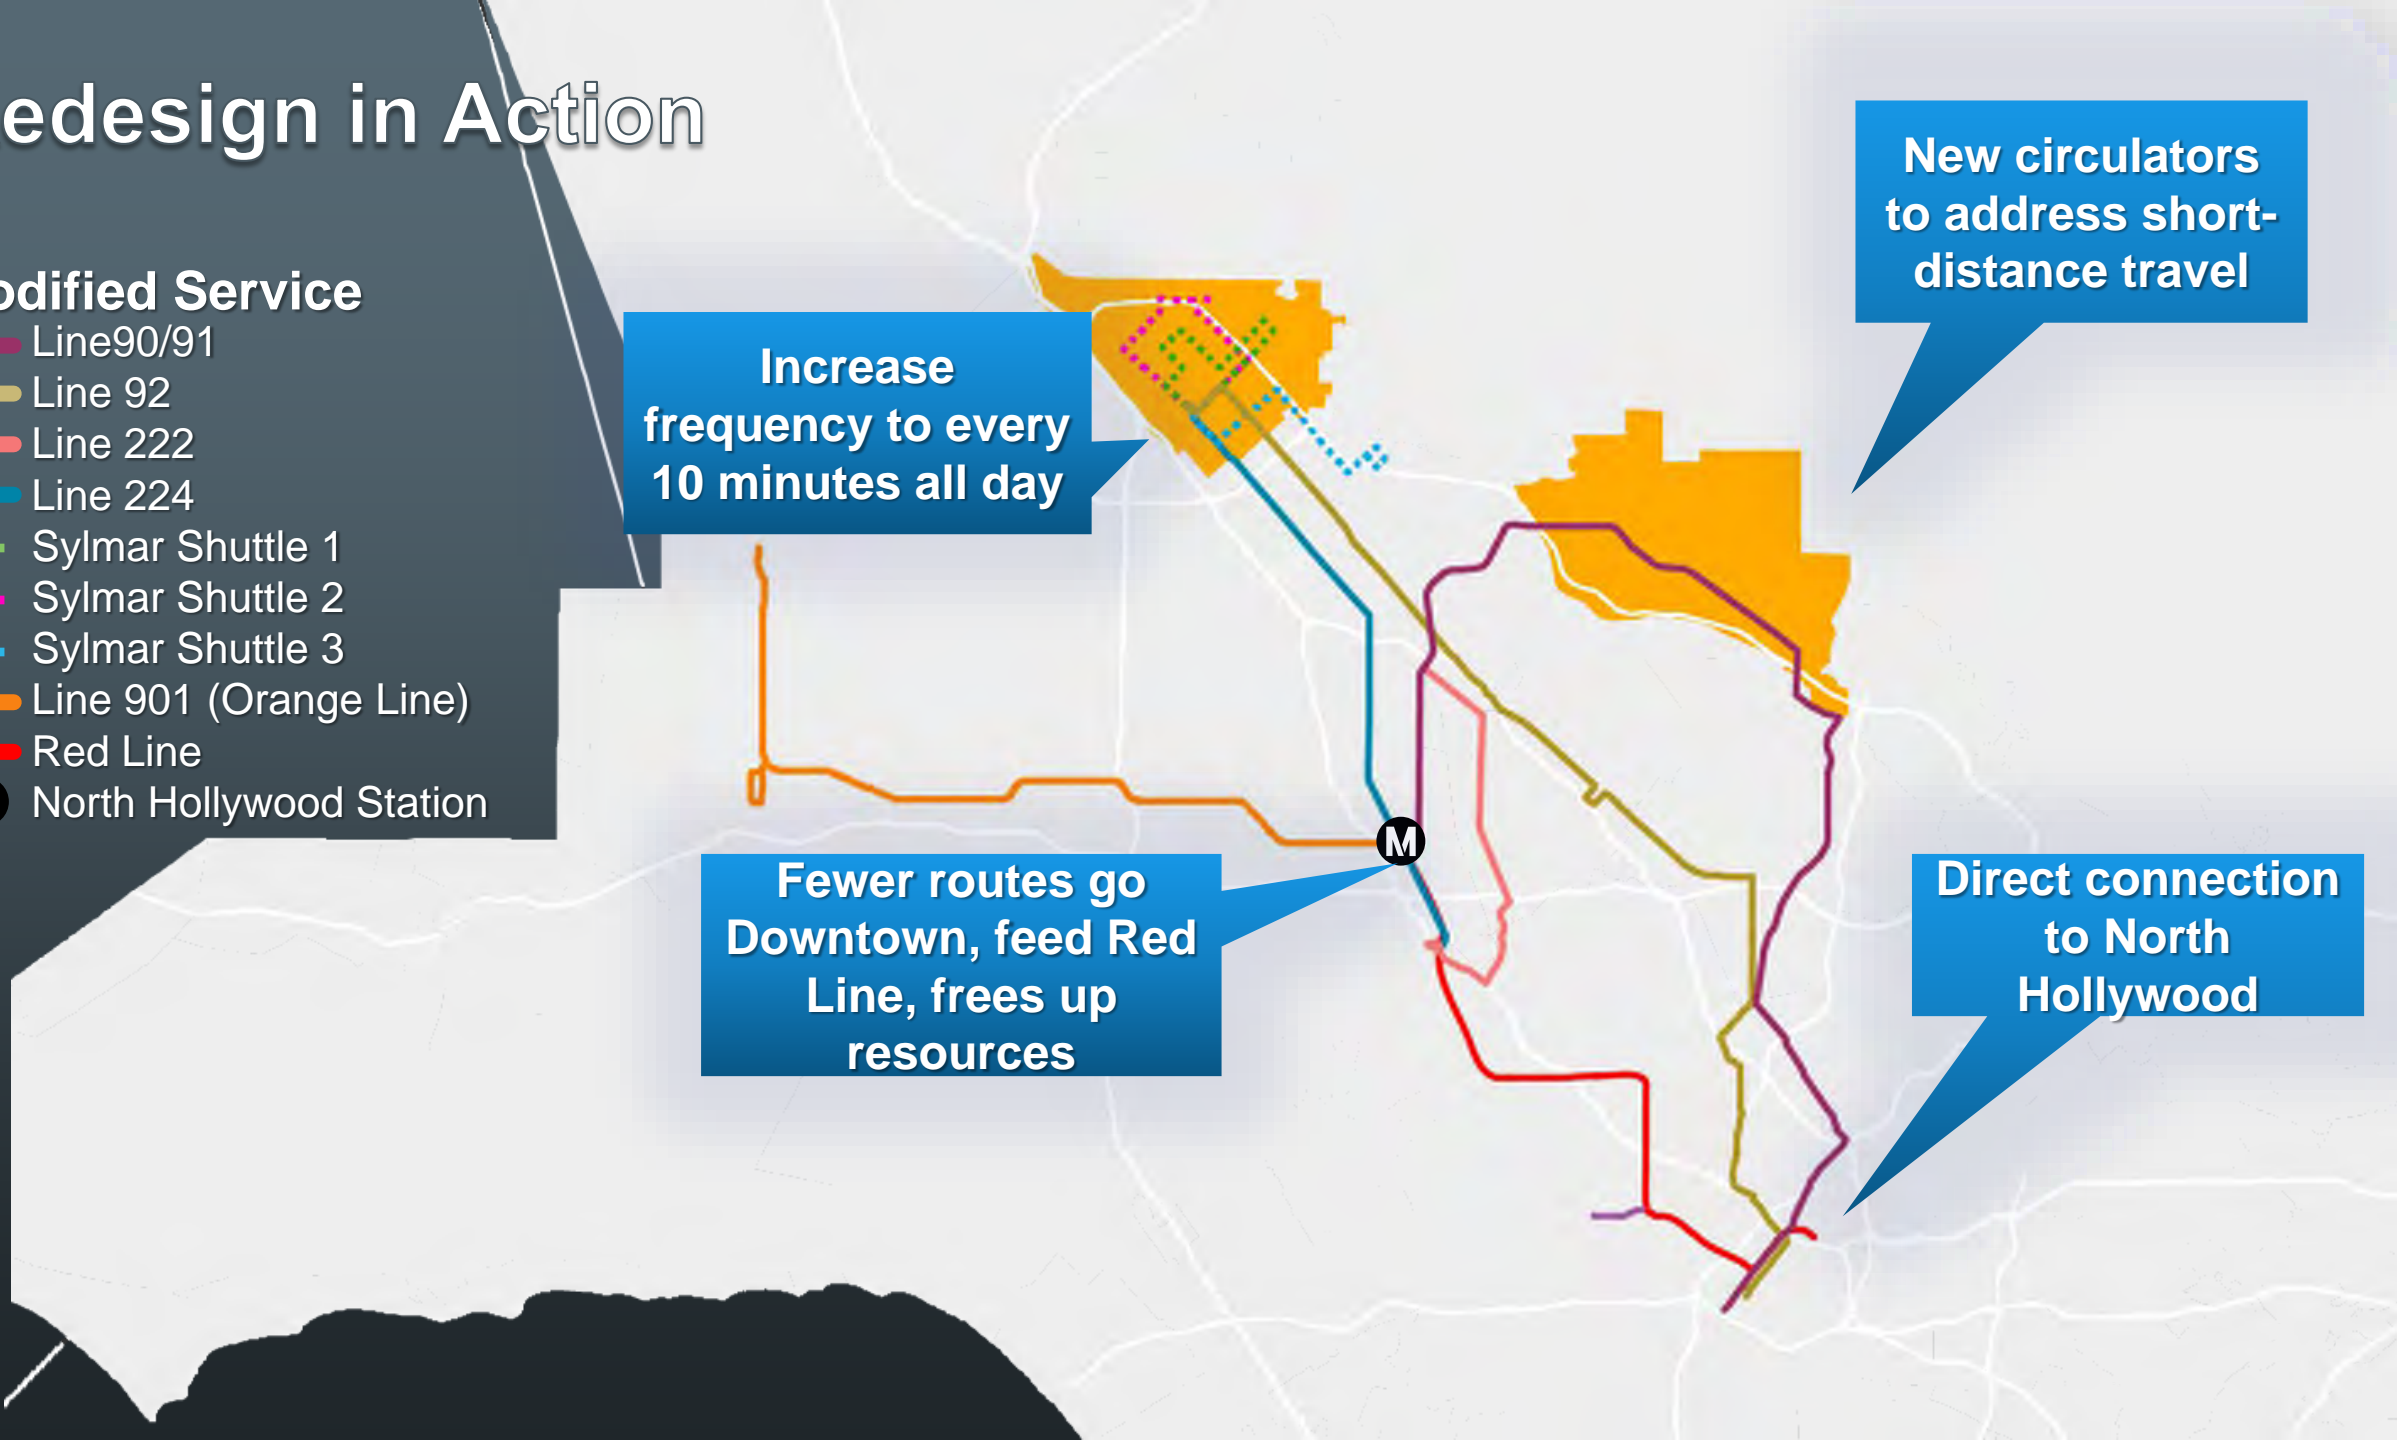 edesign in Action
odified Service
Line90/91
Line 92
Line 222
Line 224
Sylmar Shuttle 1
Sylmar Shuttle 2
Sylmar Shuttle 3
Line 901 (Orange Line)
Red Line
North Hollywood Station
Increase
frequency to every
10 minutes all day
New circulators
to address short-
distance travel
M
Fewer routes go
Downtown, feed Red
Line, frees up
resources
Direct connection
to North
Hollywood